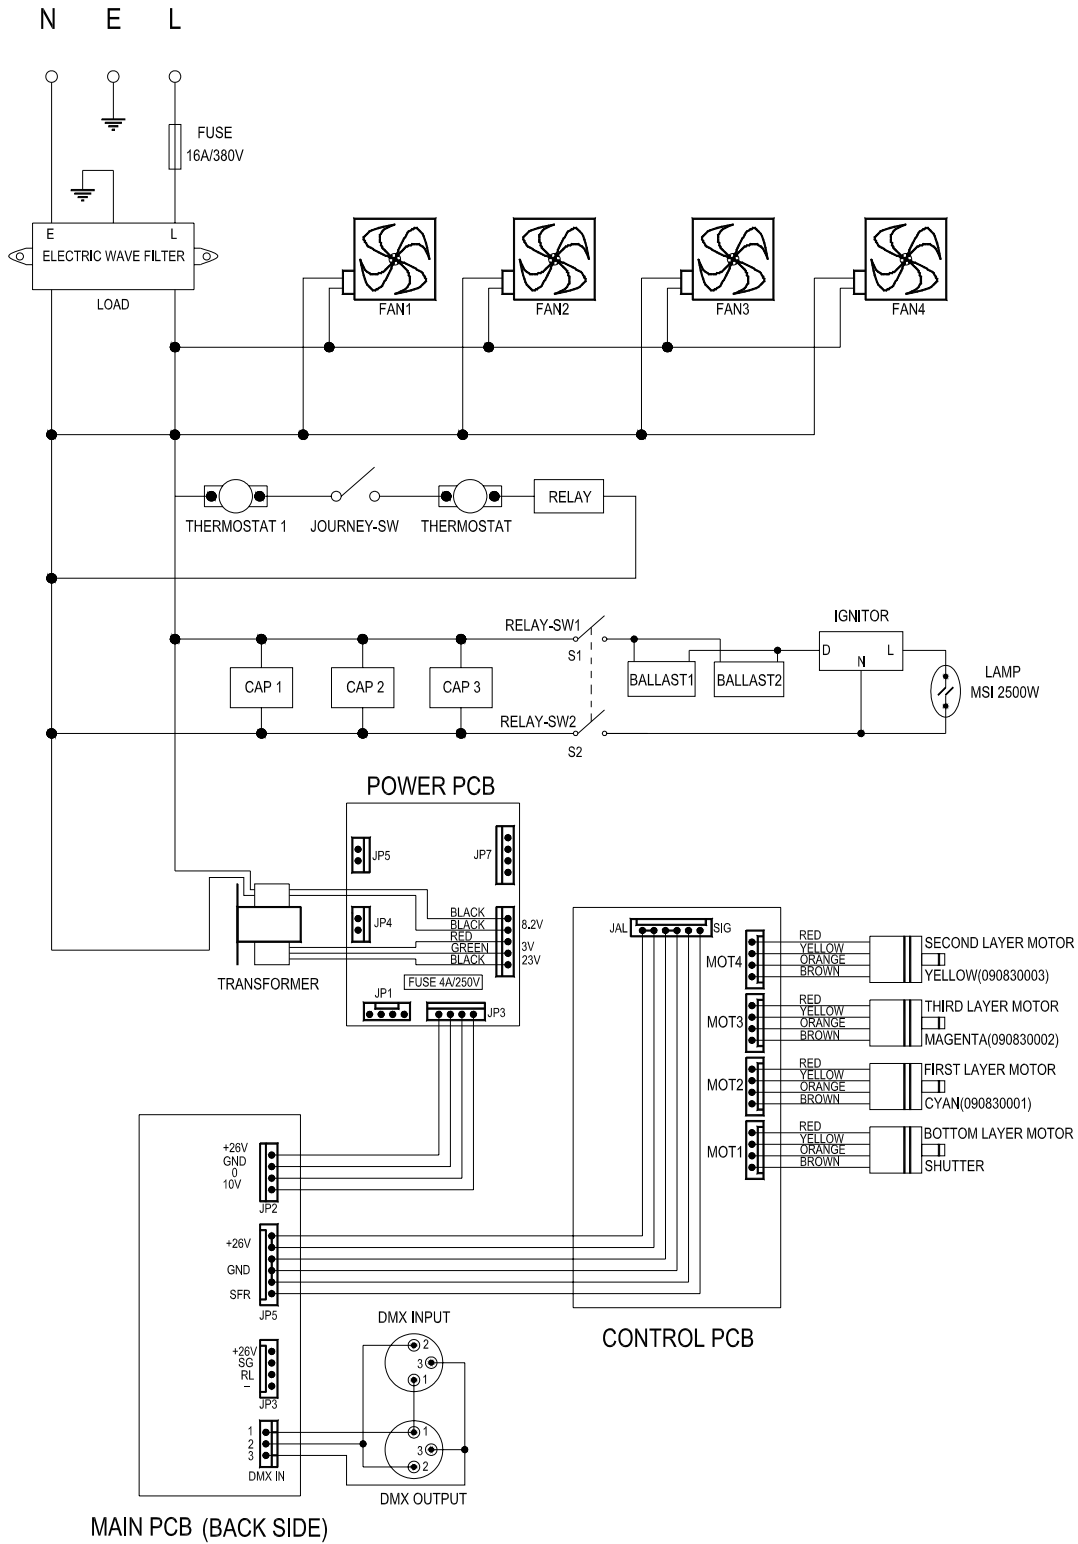 N E L
FUSE
16A/380V
E L
ELECTRIC WAVE FILTER
LOAD
FAN1 FAN2 FAN3 FAN4
THERMOSTAT 1 JOURNEY-SW THERMOSTAT RELAY
RELAY-SW1
S1
CAP 1 CAP 2 CAP 3
BALLAST1 BALLAST2
IGNITOR
D N L
LAMP
MSI 2500W
RELAY-SW2
S2
POWER PCB
JP5 JP7
JP4
BLACK
BLACK
RED
GREEN
BLACK
8.2V
3V
23V
FUSE 4A/250V
JP1 JP3
TRANSFORMER
JAL SIG
MOT4
RED
YELLOW
ORANGE
BROWN
SECOND LAYER MOTOR
YELLOW(090830003)
MOT3
RED
YELLOW
ORANGE
BROWN
THIRD LAYER MOTOR
MAGENTA(090830002)
MOT2
RED
YELLOW
ORANGE
BROWN
FIRST LAYER MOTOR
CYAN(090830001)
MOT1
RED
YELLOW
ORANGE
BROWN
BOTTOM LAYER MOTOR
SHUTTER
CONTROL PCB
+26V
GND
0
10V
JP2
+26V
GND
SFR
JP5
+26V
SG
RL
–
JP3
1
2
3
DMX IN
DMX INPUT
2
3
1
1
3
2
DMX OUTPUT
MAIN PCB (BACK SIDE)